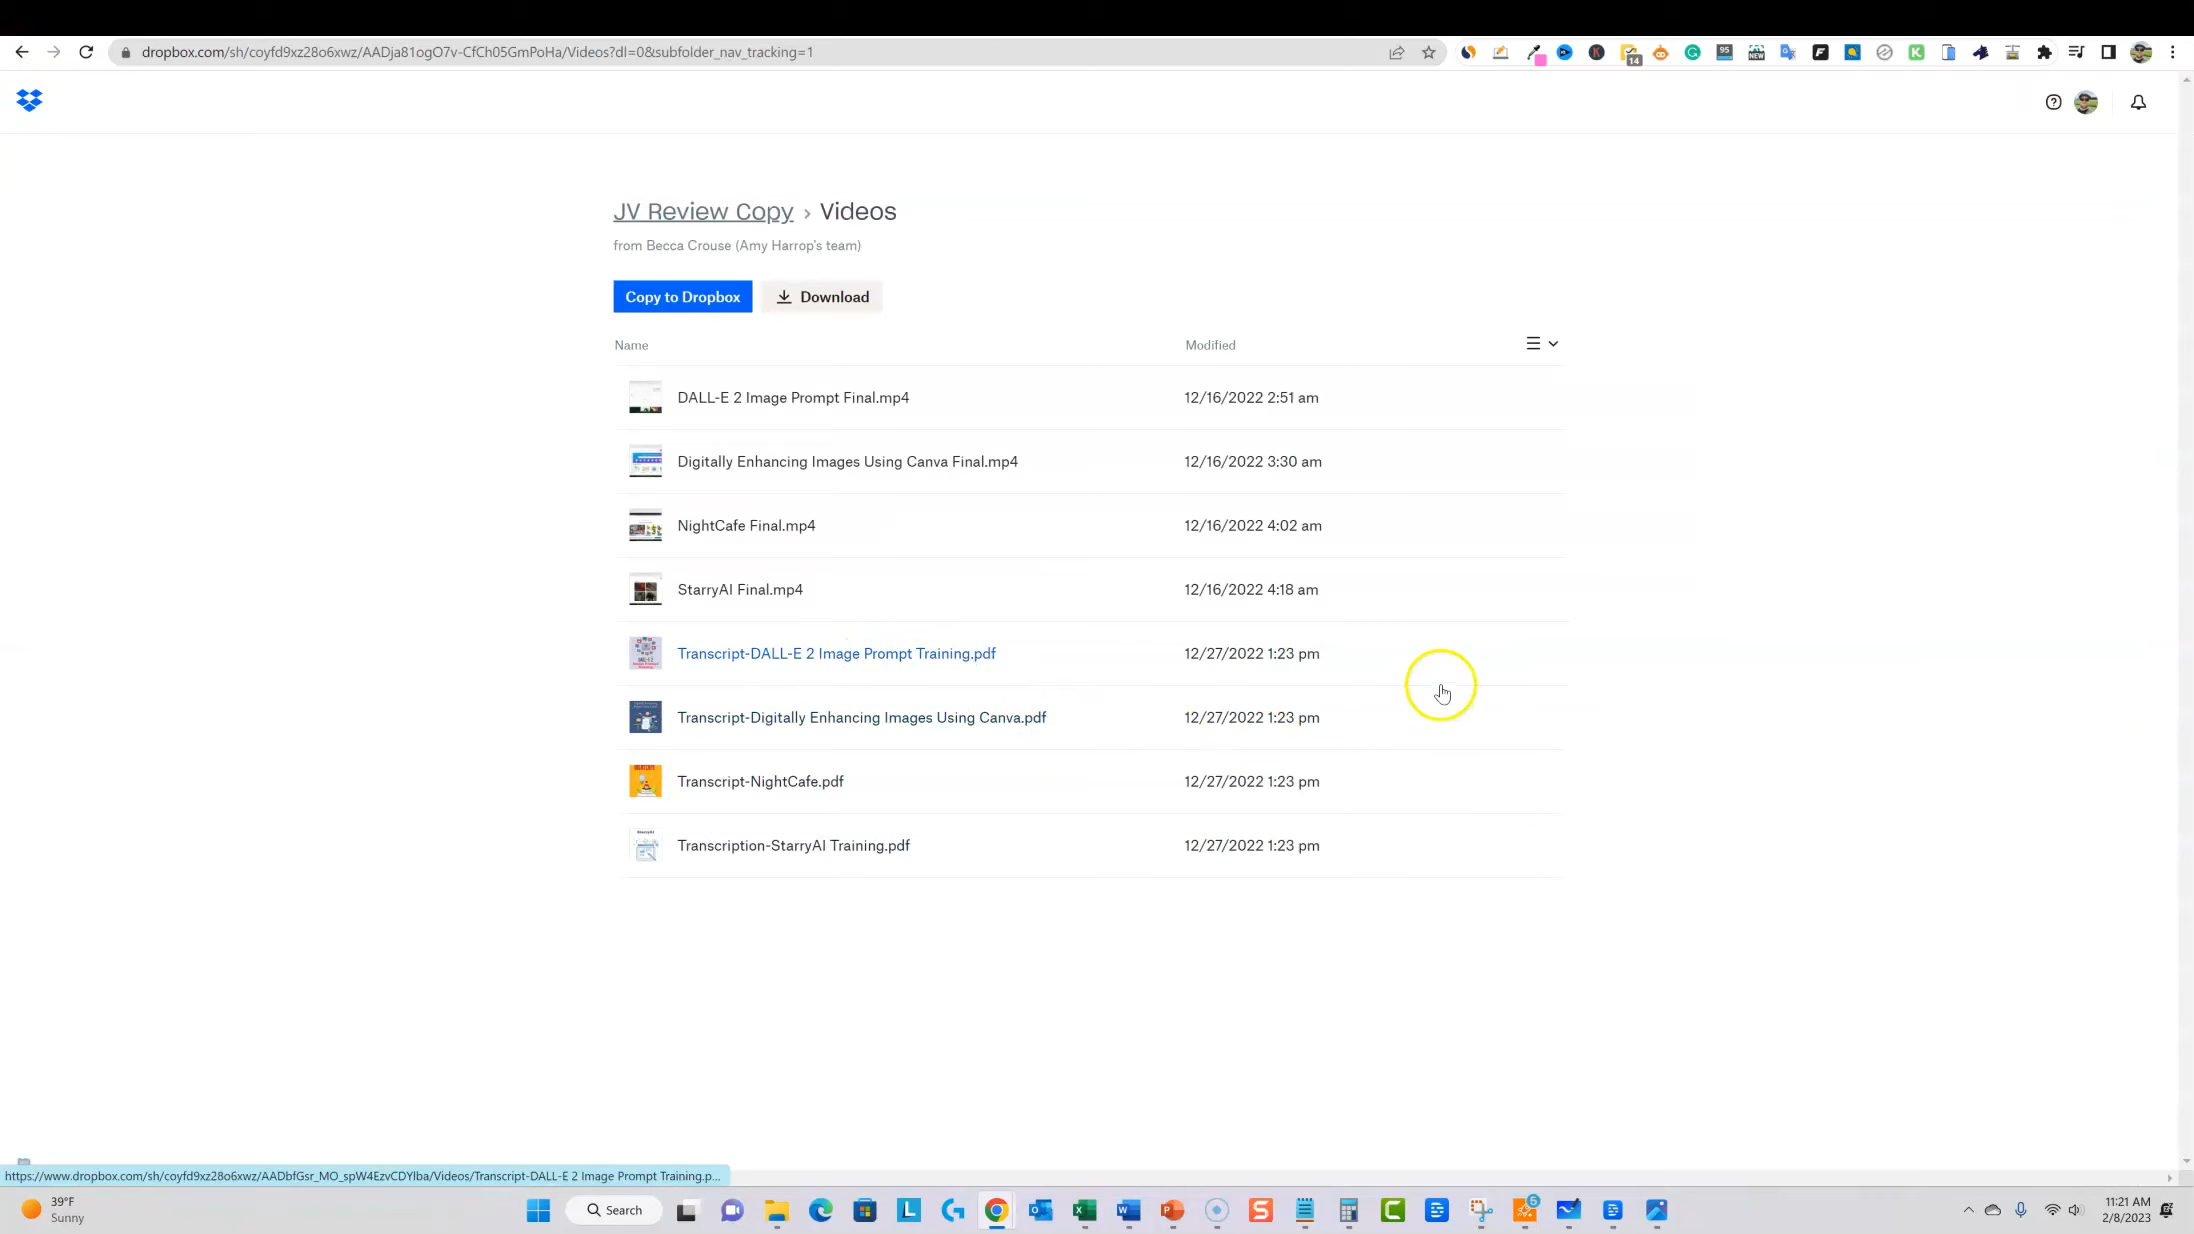 dropbox.com/sh/coyfd9xz28o6xwz/AADja81ogO7v-CfCh05GmPoHa/Videos?dl=0&subfolder_nav_tracking=1
14
95
NEW
JV Review Copy › Videos
from Becca Crouse (Amy Harrop's team)
Copy to Dropbox
Download
Name
Modified
DALL-E 2 Image Prompt Final.mp4
12/16/2022 2:51 am
Digitally Enhancing Images Using Canva Final.mp4
12/16/2022 3:30 am
NightCafe Final.mp4
12/16/2022 4:02 am
StarryAI Final.mp4
12/16/2022 4:18 am
Transcript-DALL-E 2 Image Prompt Training.pdf
12/27/2022 1:23 pm
Transcript-Digitally Enhancing Images Using Canva.pdf
12/27/2022 1:23 pm
Transcript-NightCafe.pdf
12/27/2022 1:23 pm
Transcription-StarryAI Training.pdf
12/27/2022 1:23 pm
https://www.dropbox.com/sh/coyfd9xz28o6xwz/AADbfGsr_MO_spW4EzvCDYlba/Videos/Transcript-DALL-E 2 Image Prompt Training.p...
39°F
Sunny
Search
5
11:21 AM
2/8/2023